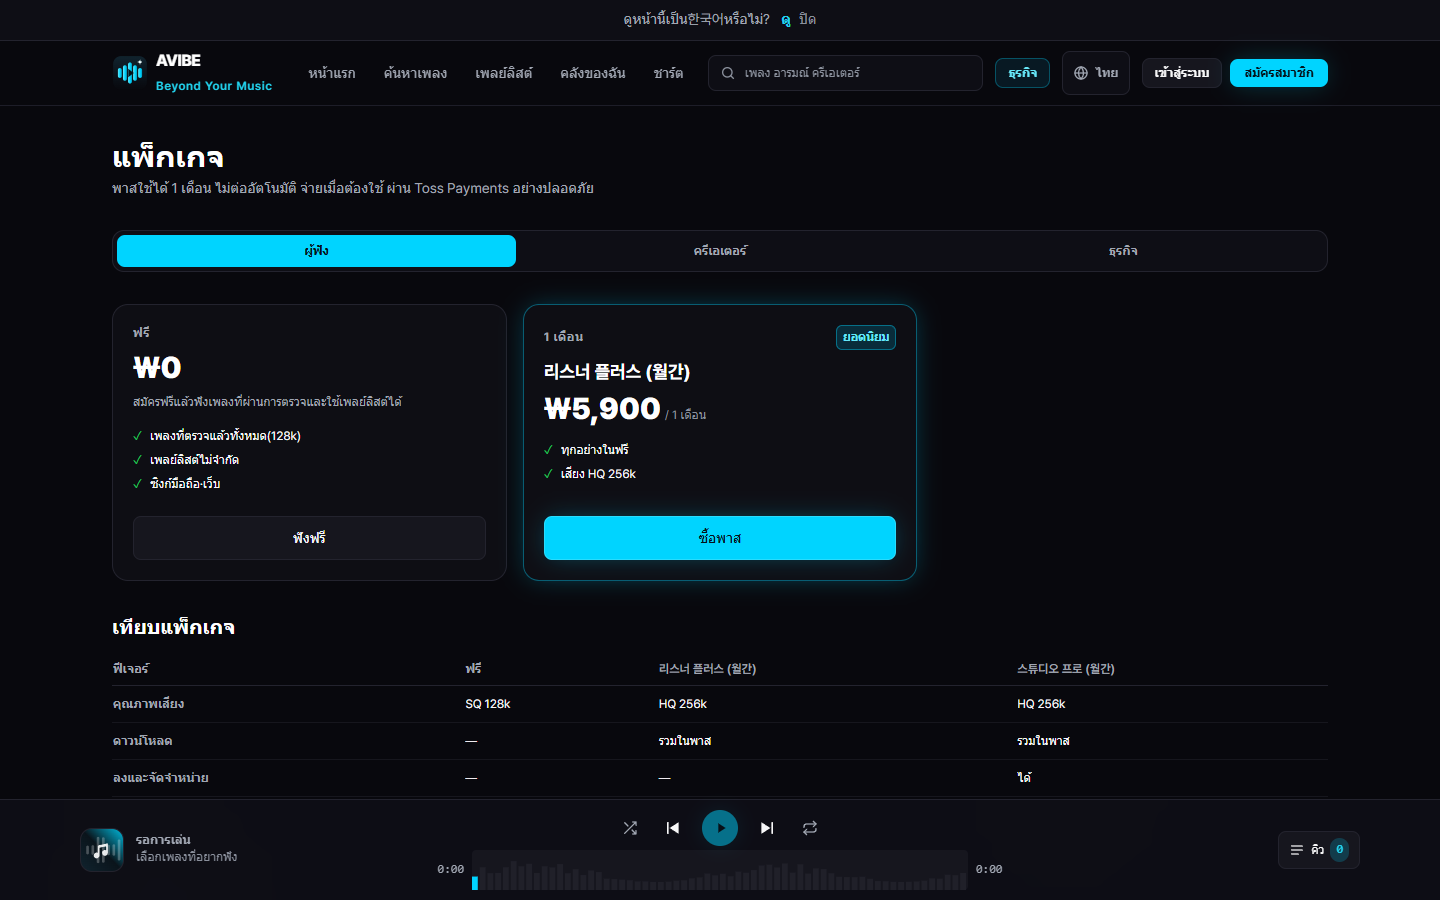 ดูหน้านี้เป็น한국어หรือไม่? ดู ปิด
AVIBE
Beyond Your Music
หน้าแรก ค้นหาเพลง เพลย์ลิสต์ คลังของฉัน ชาร์ต
เพลง อารมณ์ ครีเอเตอร์
ธุรกิจ
ไทย
เข้าสู่ระบบ
สมัครสมาชิก
แพ็กเกจ
พาสใช้ได้ 1 เดือน ไม่ต่ออัตโนมัติ จ่ายเมื่อต้องใช้ ผ่าน Toss Payments อย่างปลอดภัย
ผู้ฟัง ครีเอเตอร์ ธุรกิจ
ฟรี
₩0
สมัครฟรีแล้วฟังเพลงที่ผ่านการตรวจและใช้เพลย์ลิสต์ได้
✓ เพลงที่ตรวจแล้วทั้งหมด(128k)
✓ เพลย์ลิสต์ไม่จำกัด
✓ ซิงก์มือถือ·เว็บ
ฟังฟรี
1 เดือน ยอดนิยม
리스너 플러스 (월간)
₩5,900 / 1 เดือน
✓ ทุกอย่างในฟรี
✓ เสียง HQ 256k
ซื้อพาส
เทียบแพ็กเกจ
ฟีเจอร์ ฟรี 리스너 플러스 (월간) 스튜디오 프로 (월간)
คุณภาพเสียง SQ 128k HQ 256k HQ 256k
ดาวน์โหลด — รวมในพาส รวมในพาส
ลงและจัดจำหน่าย — — ได้
รอการเล่น
เลือกเพลงที่อยากฟัง
0:00 0:00
คิว 0